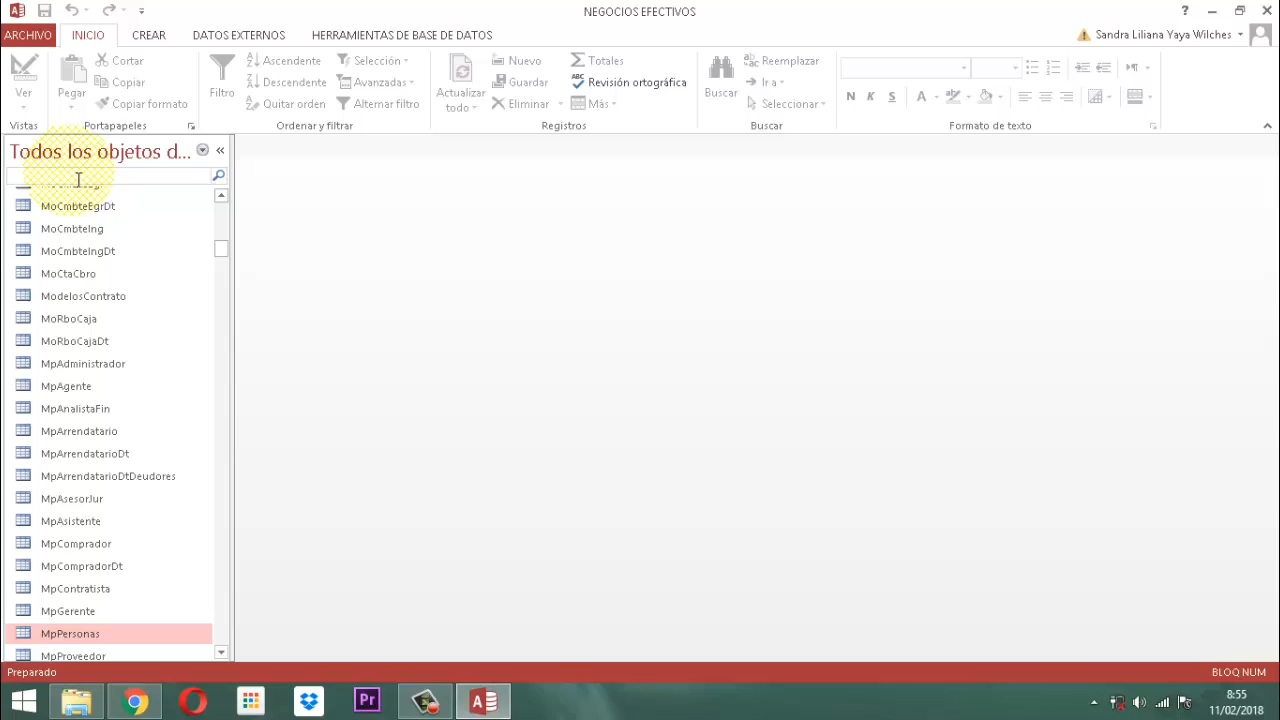 NEGOCIOS EFECTIVOS
?
ARCHIVO INICIO CREAR DATOS EXTERNOS HERRAMIENTAS DE BASE DE DATOS Sandra Liliana Yaya Wilches
Ver
Vistas
Pegar
Cortar
Copiar
Copiar formato
Portapapeles
Filtro
Ascendente
Descendente
Quitar orden
Selección
Avanzadas
Alternar filtro
Ordenar y filtrar
Actualizar
todo
Nuevo
Guardar
Eliminar
Totales
Revisión ortográfica
Más
Registros
Buscar
Reemplazar
Ir a
Seleccionar
Buscar
N K S A
Formato de texto
Todos los objetos d...
MoCmbteEgrDt
MoCmbteIng
MoCmbteIngDt
MoCtaCbro
ModelosContrato
MoRboCaja
MoRboCajaDt
MpAdministrador
MpAgente
MpAnalistaFin
MpArrendatario
MpArrendatarioDt
MpArrendatarioDtDeudores
MpAsesorJur
MpAsistente
MpComprador
MpCompradorDt
MpContratista
MpGerente
MpPersonas
MpProveedor
Preparado BLOQ NUM
Pr
8:55
11/02/2018